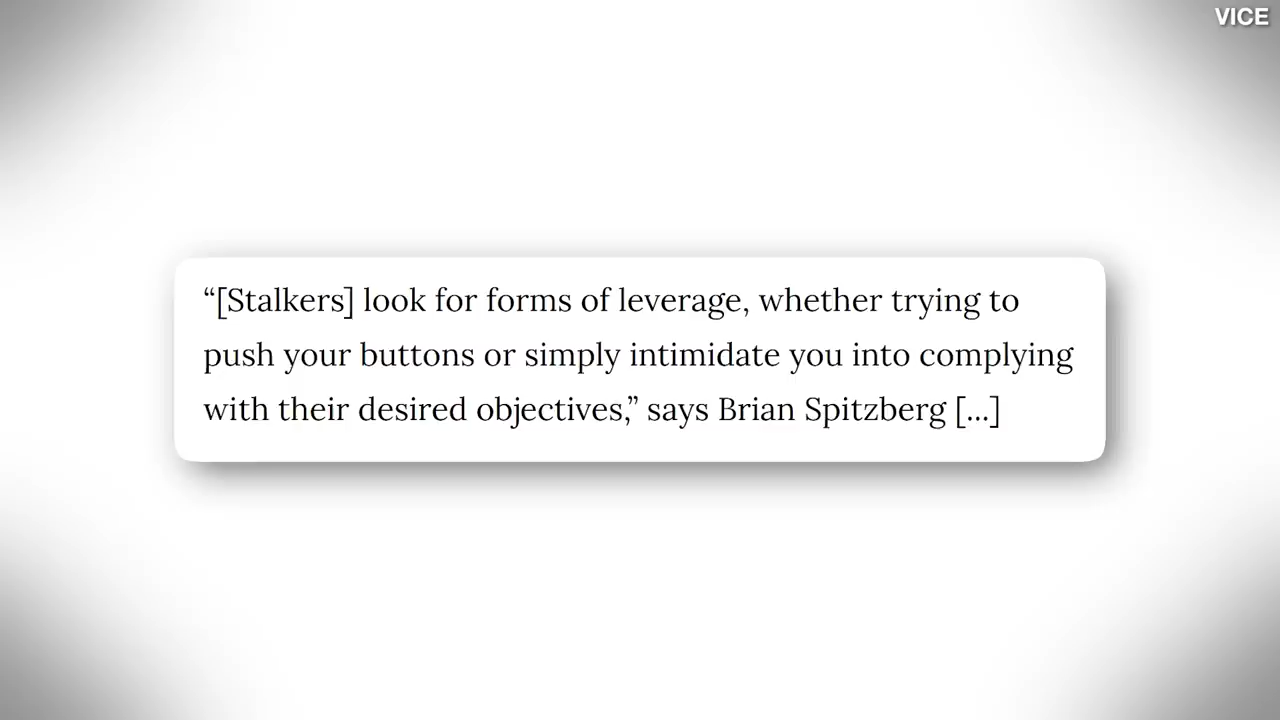 VICE
“[Stalkers] look for forms of leverage, whether trying to
push your buttons or simply intimidate you into complying
with their desired objectives,” says Brian Spitzberg [...]